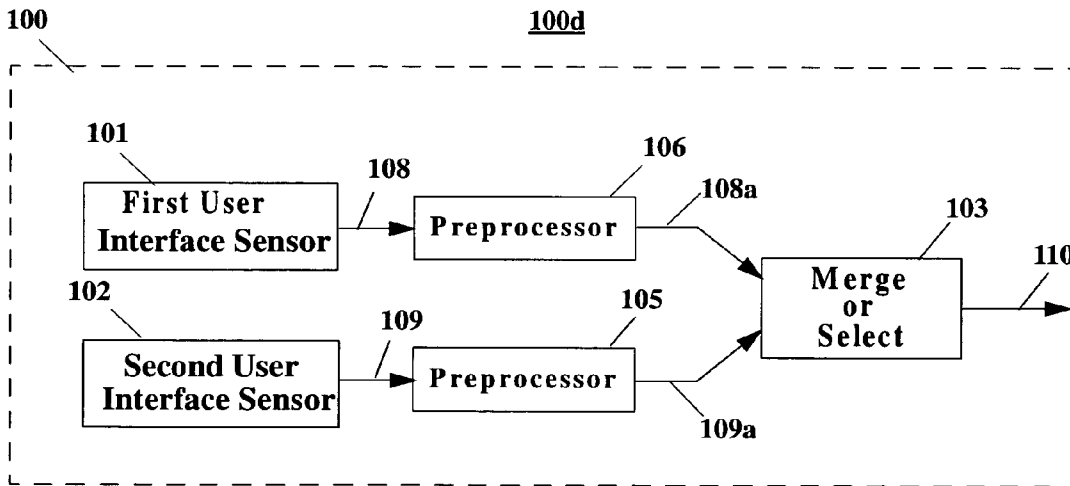 100
100d
101
First User
Interface Sensor
108
106
Preprocessor
108a
103
Merge
or
Select
110
102
Second User
Interface Sensor
109
105
Preprocessor
109a